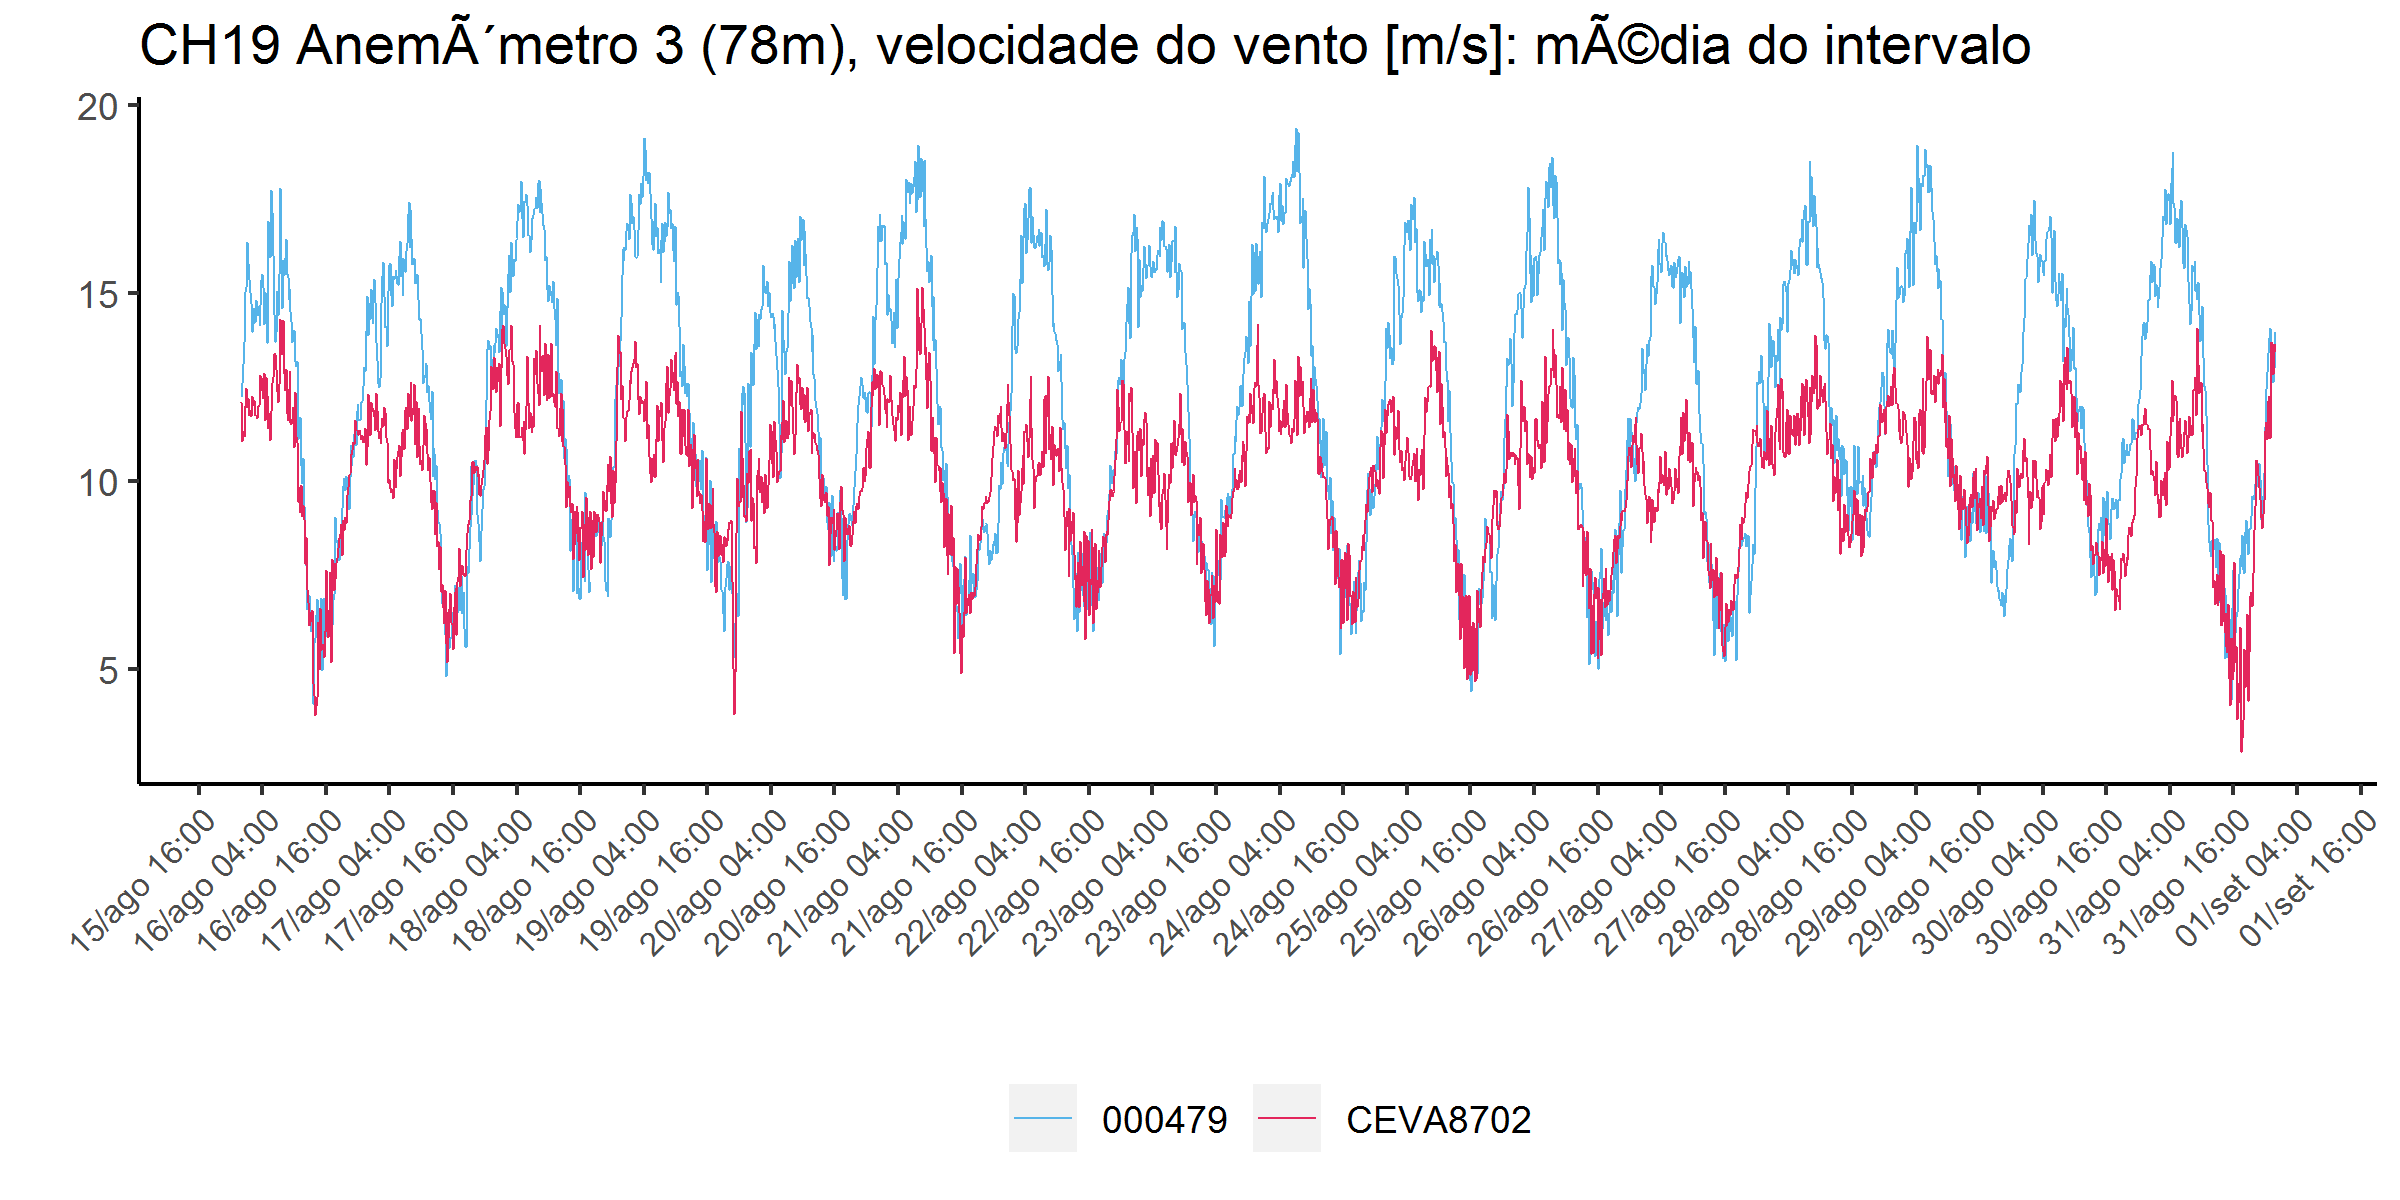 CH19 AnemÃ´metro 3 (78m), velocidade do vento [m/s]: mÃ©dia do intervalo
20
15
10
5
15/ago 16:00
16/ago 04:00
16/ago 16:00
17/ago 04:00
17/ago 16:00
18/ago 04:00
18/ago 16:00
19/ago 04:00
19/ago 16:00
20/ago 04:00
20/ago 16:00
21/ago 04:00
21/ago 16:00
22/ago 04:00
22/ago 16:00
23/ago 04:00
23/ago 16:00
24/ago 04:00
24/ago 16:00
25/ago 04:00
25/ago 16:00
26/ago 04:00
26/ago 16:00
27/ago 04:00
27/ago 16:00
28/ago 04:00
28/ago 16:00
29/ago 04:00
29/ago 16:00
30/ago 04:00
30/ago 16:00
31/ago 04:00
31/ago 16:00
01/set 04:00
01/set 16:00
000479
CEVA8702